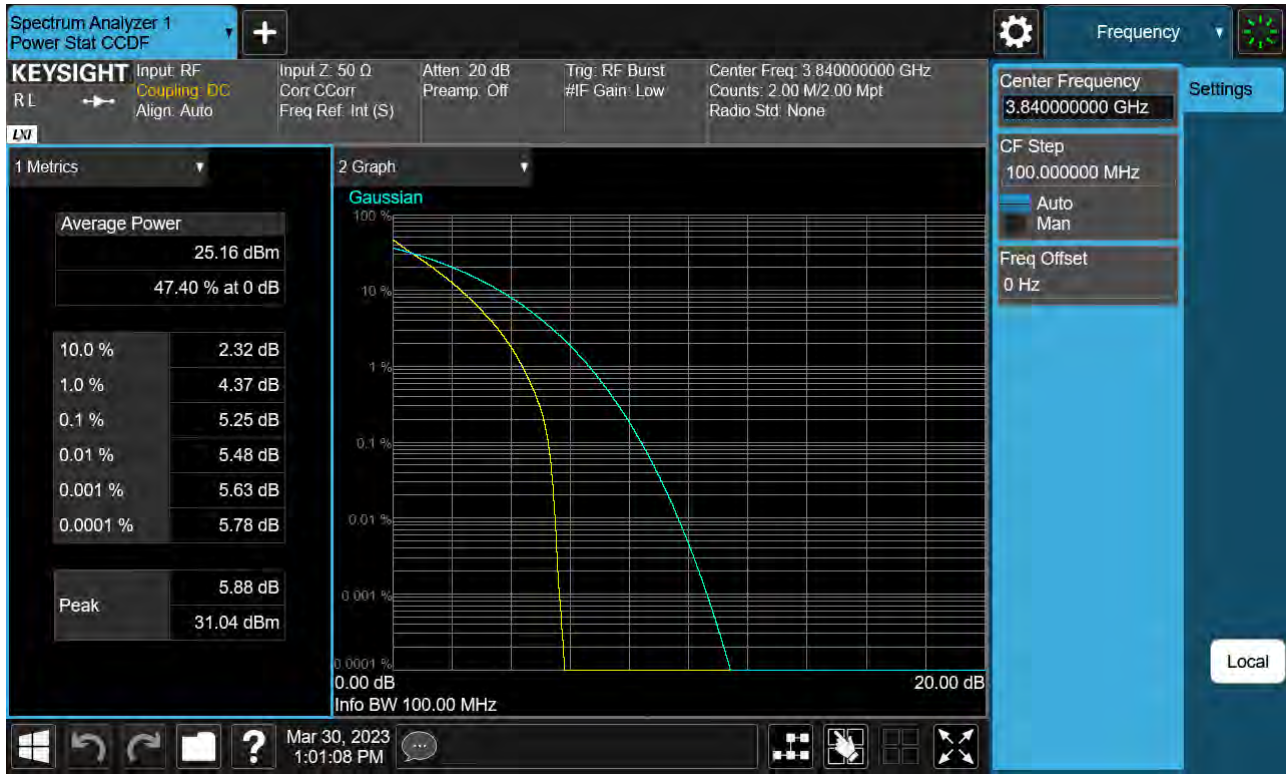 Spectrum Analyzer 1
Power Stat CCDF
Frequency
KEYSIGHT
RL
LXI
Input: RF
Coupling: DC
Align: Auto
Input Z: 50 Ω
Corr CCorr
Freq Ref: Int (S)
Atten: 20 dB
Preamp: Off
Trig: RF Burst
#IF Gain: Low
Center Freq: 3.840000000 GHz
Counts: 2.00 M/2.00 Mpt
Radio Std: None
Center Frequency
3.840000000 GHz
Settings
CF Step
100.000000 MHz
Auto
Man
Freq Offset
0 Hz
Local
1 Metrics
Average Power
25.16 dBm
47.40 % at 0 dB
10.0 % 2.32 dB
1.0 % 4.37 dB
0.1 % 5.25 dB
0.01 % 5.48 dB
0.001 % 5.63 dB
0.0001 % 5.78 dB
Peak
5.88 dB
31.04 dBm
2 Graph
Gaussian
100 %
10 %
1 %
0.1 %
0.01 %
0.001 %
0.0001 %
0.00 dB 20.00 dB
Info BW 100.00 MHz
?
Mar 30, 2023
1:01:08 PM